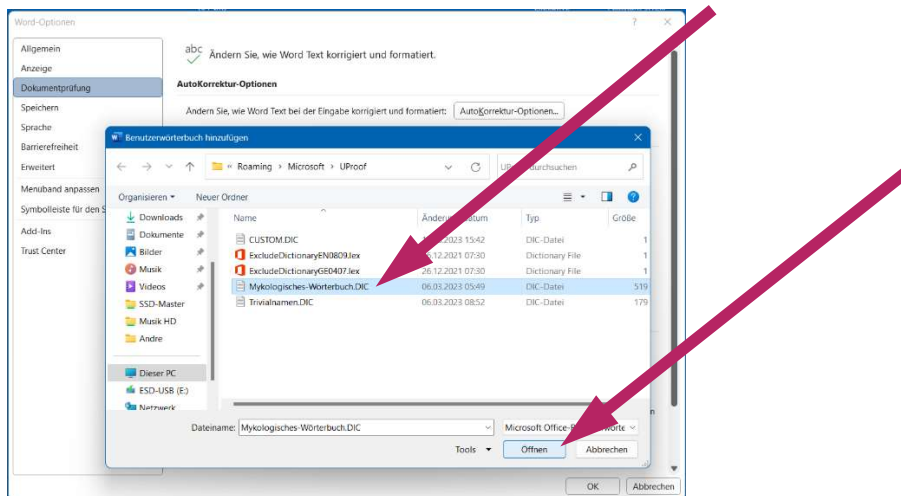 Word-Optionen
Allgemein
Anzeige
Dokumentprüfung
Speichern
Sprache
Barrierefreiheit
Erweitert
Menüband anpassen
Symbolleiste für den S
Add-Ins
Trust Center
abc
Ändern Sie, wie Word Text korrigiert und formatiert.
AutoKorrektur-Optionen
Ändern Sie, wie Word Text bei der Eingabe korrigiert und formatiert: AutoKorrektur-Optionen...
Benutzerwörterbuch hinzufügen
« Roaming › Microsoft › UProof
durchsuchen
Organisieren Neuer Ordner
Downloads
Dokumente
Bilder
Musik
Videos
SSD-Master
Musik HD
Andre
Dieser PC
ESD-USB (E:)
Netzwerk
Name Typ Größe
CUSTOM.DIC 2023 15:42 DIC-Datei 1
ExcludeDictionaryEN0809.lex 12.2021 07:30 Dictionary File 1
ExcludeDictionaryGE0407.lex 26.12.2021 07:30 Dictionary File 1
Mykologisches-Wörterbuch.DIC 06.03.2023 05:49 DIC-Datei 519
Trivialnamen.DIC 06.03.2023 08:52 DIC-Datei 179
Dateiname: Mykologisches-Wörterbuch.DIC Microsoft Office-
Tools Öffnen Abbrechen
OK Abbrechen